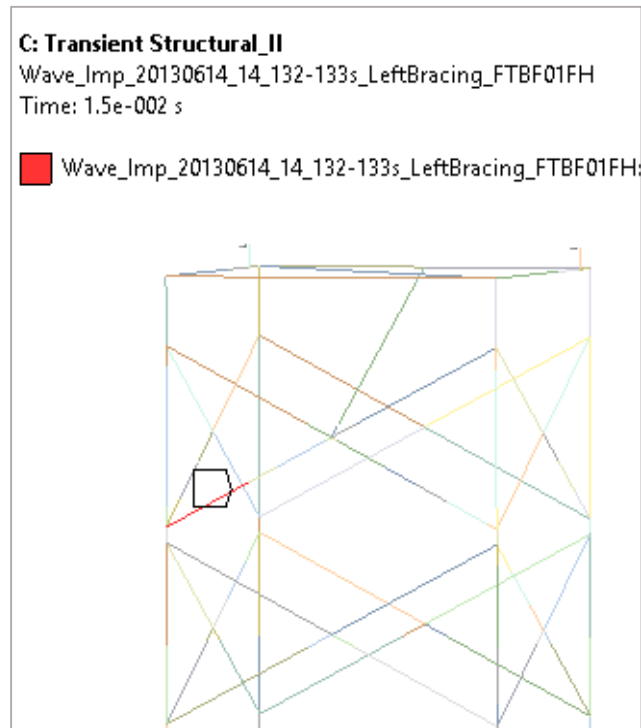 C: Transient Structural_II
Wave_Imp_20130614_14_132-133s_LeftBracing_FTBF01FH
Time: 1.5e-002 s
Wave_Imp_20130614_14_132-133s_LeftBracing_FTBF01FH: